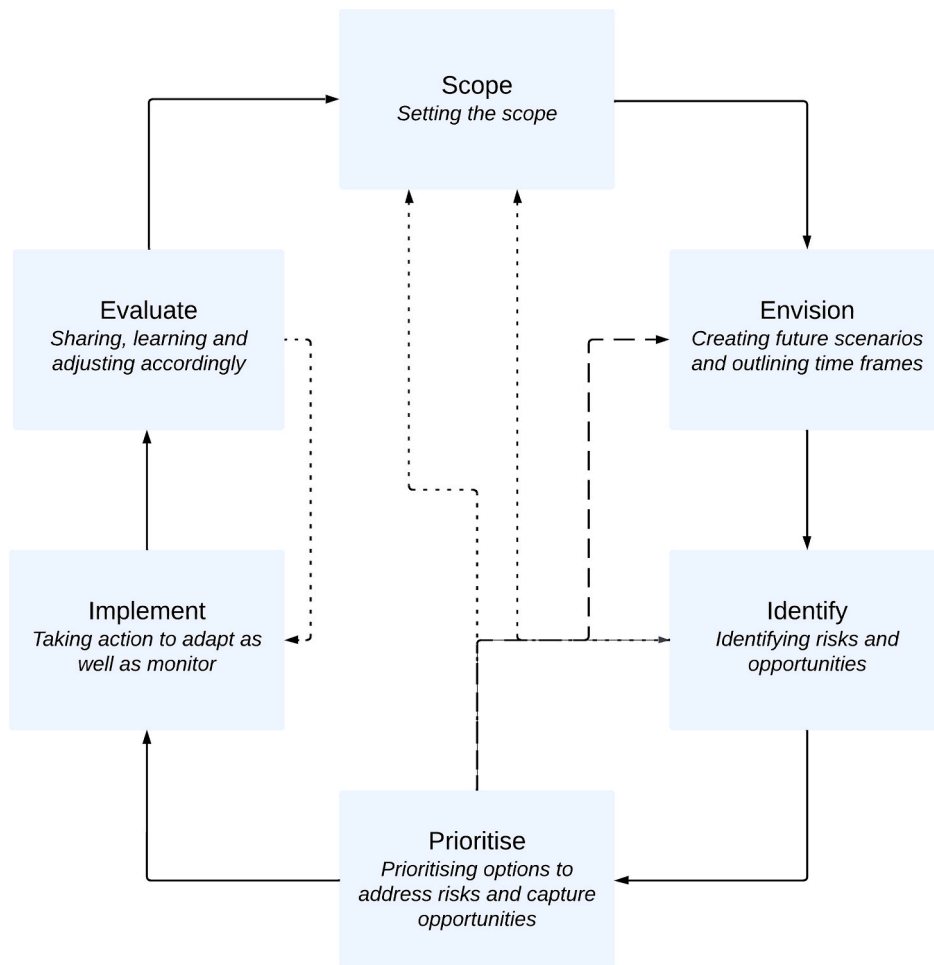 Scope
Setting the scope
Evaluate
Sharing, learning and
adjusting accordingly
Envision
Creating future scenarios
and outlining time frames
Implement
Taking action to adapt as
well as monitor
Identify
Identifying risks and
opportunities
Prioritise
Prioritising options to
address risks and capture
opportunities